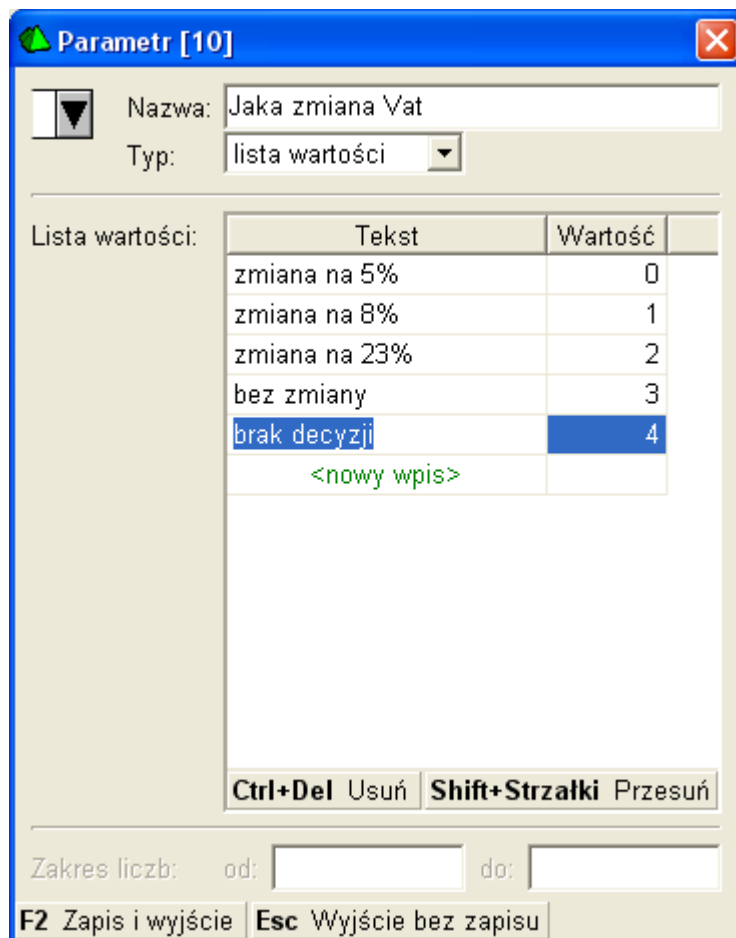 Parametr [10]
Nazwa: Jaka zmiana Vat
Typ: lista wartości
Lista wartości: Tekst Wartość
zmiana na 5% 0
zmiana na 8% 1
zmiana na 23% 2
bez zmiany 3
brak decyzji 4
<nowy wpis>
Ctrl+Del Usuń Shift+Strzałki Przesuń
Zakres liczb: od: do:
F2 Zapis i wyjście Esc Wyjście bez zapisu